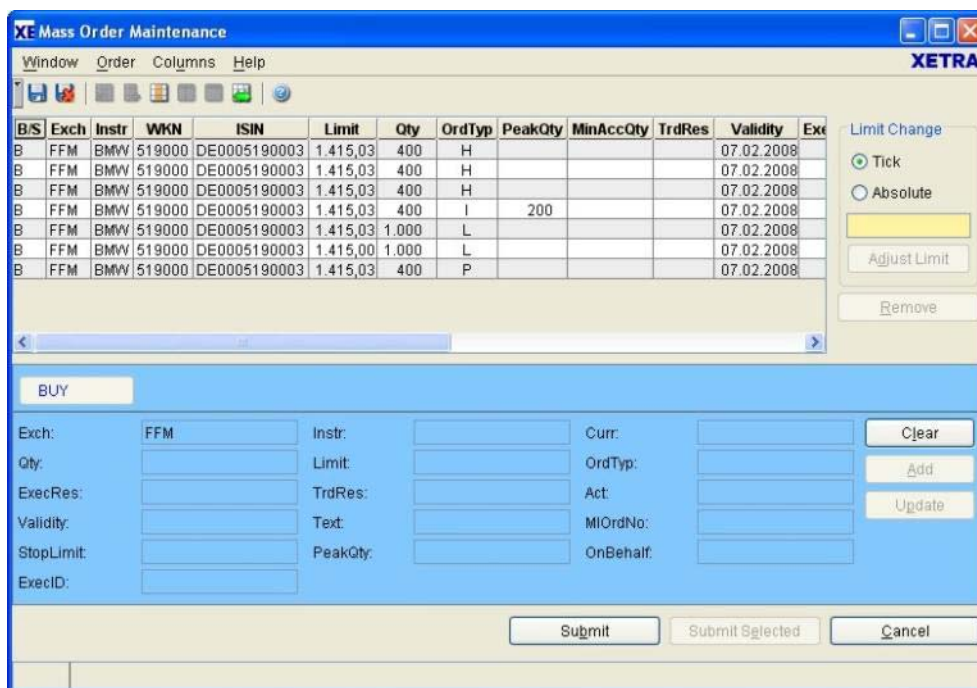 XE Mass Order Maintenance
Window Order Columns Help XETRA
B/S Exch Instr WKN ISIN Limit Qty OrdTyp PeakQty MinAccQty TrdRes Validity Exe
B FFM BMW 519000 DE0005190003 1.415,03 400 H 07.02.2008
B FFM BMW 519000 DE0005190003 1.415,03 400 H 07.02.2008
B FFM BMW 519000 DE0005190003 1.415,03 400 H 07.02.2008
B FFM BMW 519000 DE0005190003 1.415,03 400 I 200 07.02.2008
B FFM BMW 519000 DE0005190003 1.415,03 1.000 L 07.02.2008
B FFM BMW 519000 DE0005190003 1.415,00 1.000 L 07.02.2008
B FFM BMW 519000 DE0005190003 1.415,03 400 P 07.02.2008
Limit Change
Tick
Absolute
Adjust Limit
Remove
BUY
Exch: FFM Instr: Curr: Clear
Qty: Limit: OrdTyp: Add
ExecRes: TrdRes: Act: Update
Validity: Text: MIOrdNo:
StopLimit: PeakQty: OnBehalf:
ExecID:
Submit Submit Selected Cancel